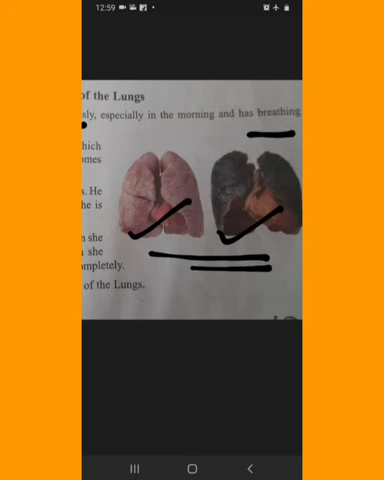 12:59
of the Lungs
sly, especially in the morning and has breathing
hich
omes
s. He
he is
n she
she
ompletely.
of the Lungs.